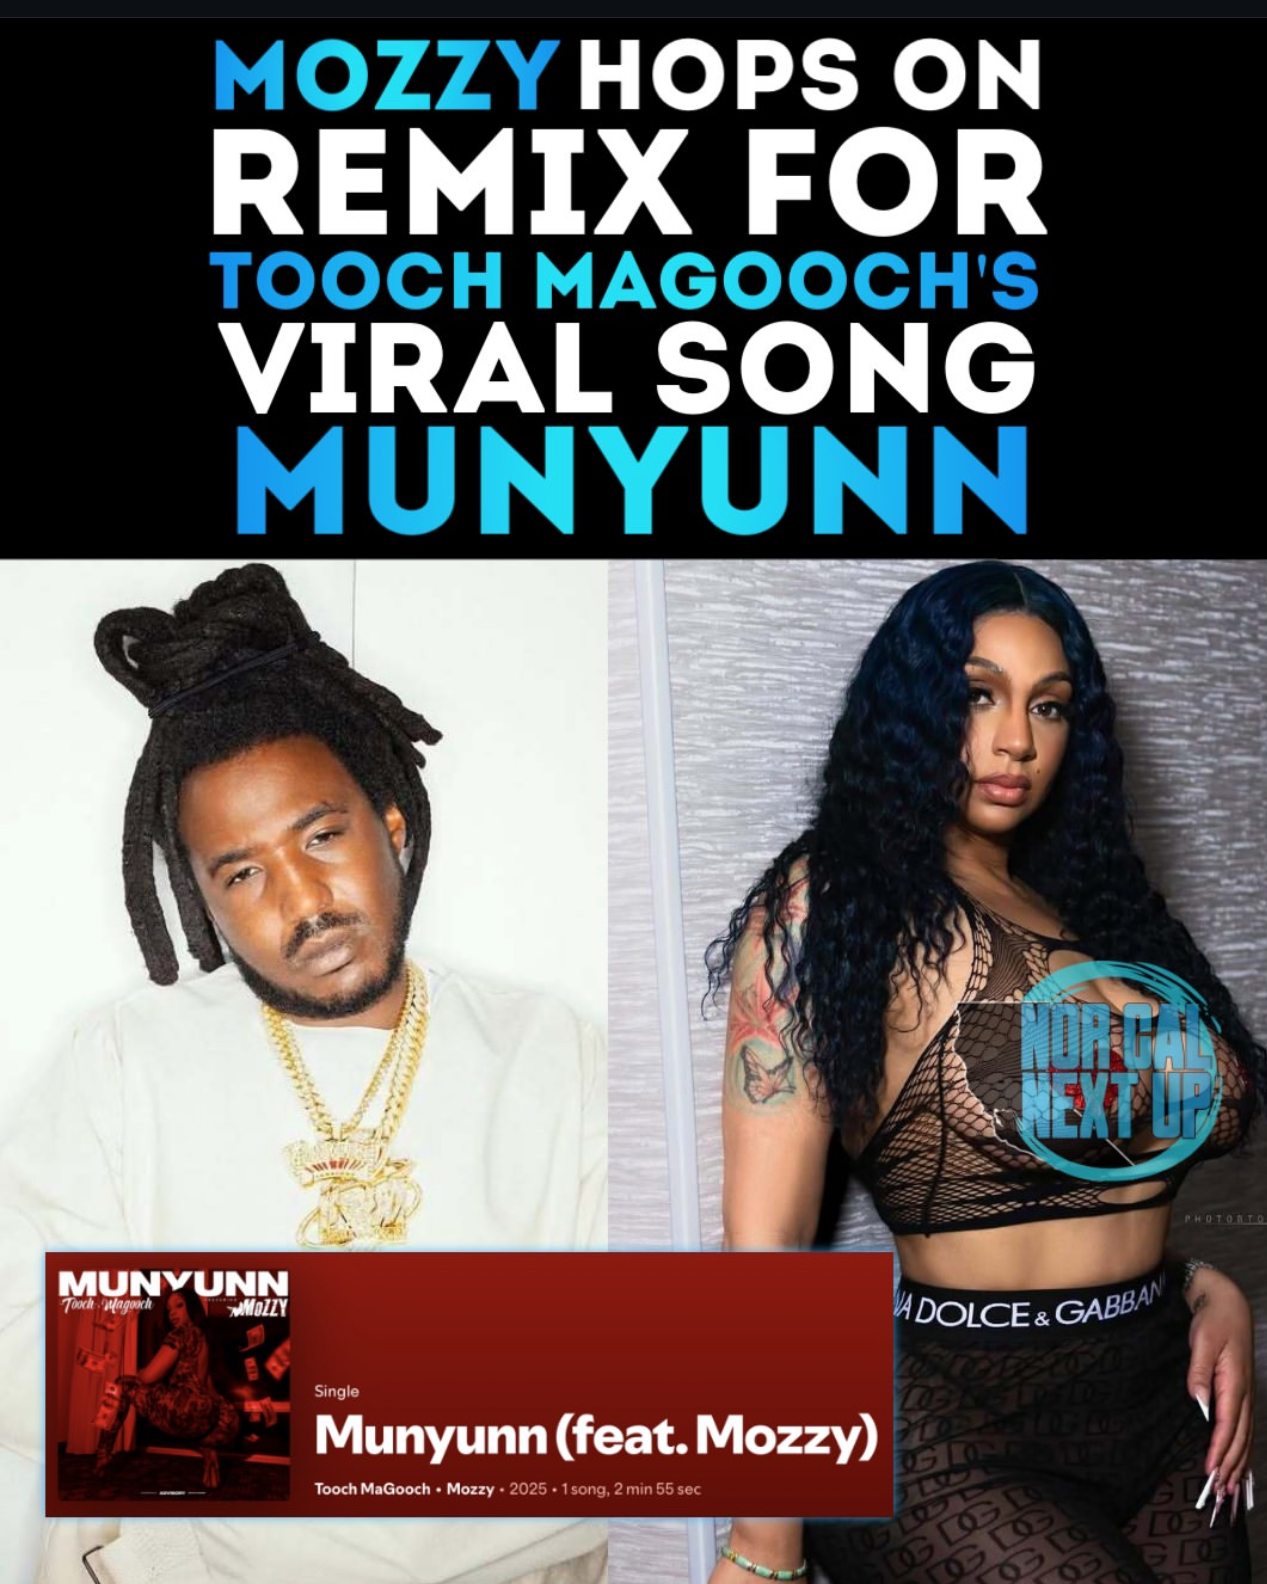 MOZZY HOPS ON
REMIX FOR
TOOCH MAGOOCH'S
VIRAL SONG
MUNYUNN
NOR CAL
NEXT UP
DOLCE & GABBAN
MUNYUNN
Tooch Magooch
MOZZY
Single
Munyunn (feat. Mozzy)
Tooch MaGooch • Mozzy • 2025 • 1 song, 2 min 55 sec